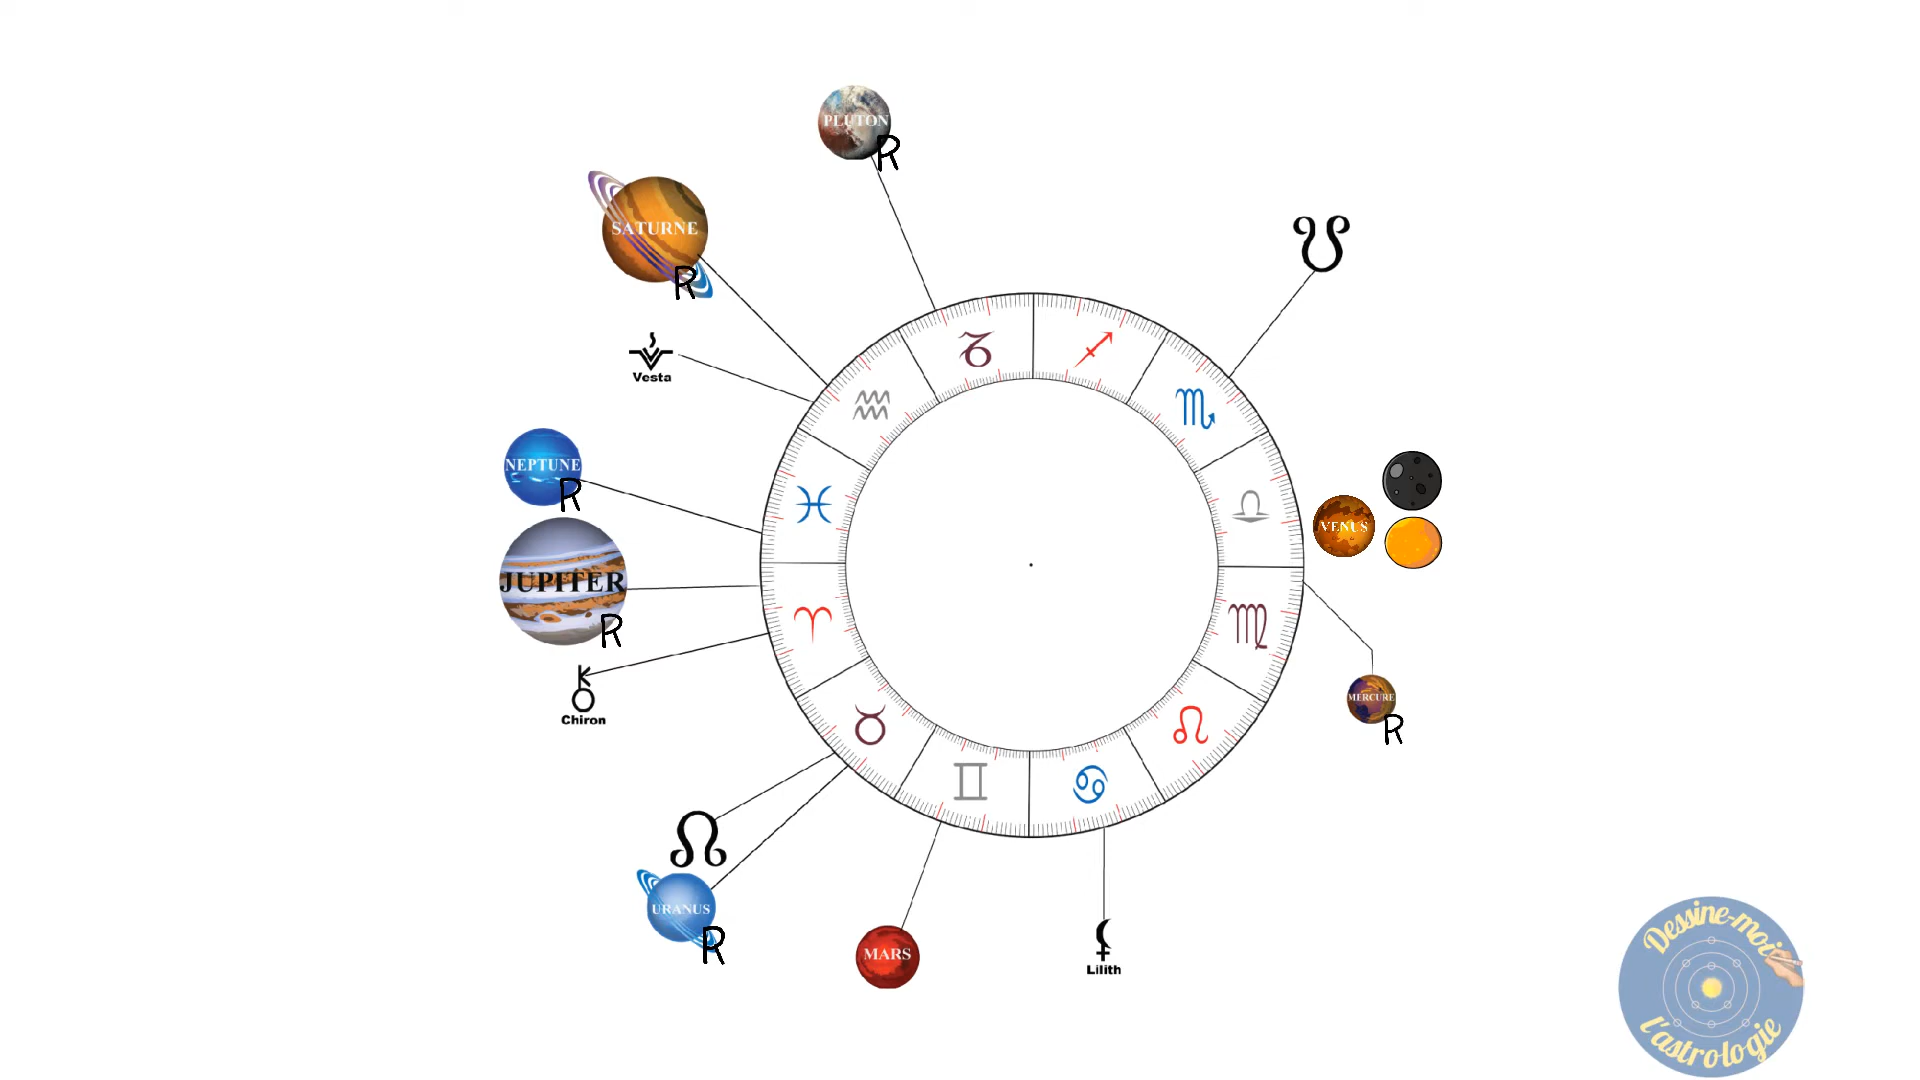 PLUTON
R
SATURNE
R
Vesta
NEPTUNE
R
VENUS
JUPITER
R
Chiron
MERCURE
R
URANUS
R
MARS
Lilith
Dessine-moi
l'astrologie